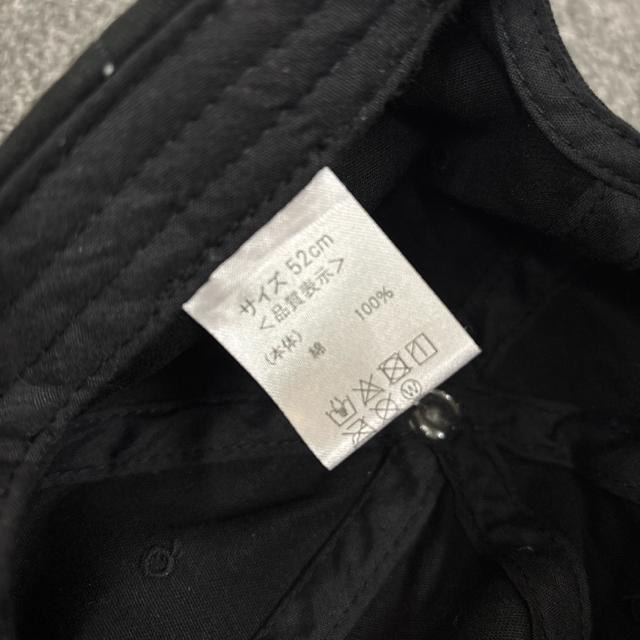 サイズ 52cm
＜品質表示＞
(本体)
綿 100%